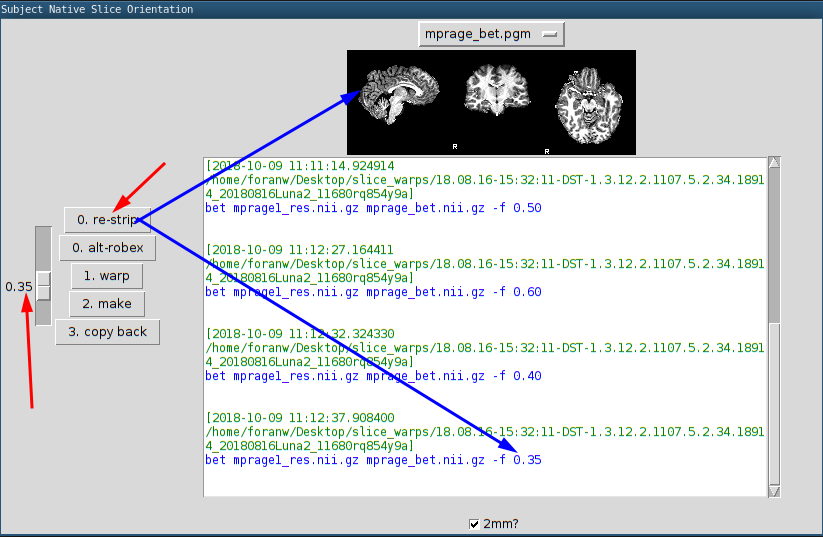 Subject Native Slice Orientation
mprage_bet.pgm
R
R
[2018-10-09 11:11:14.924914
/home/foranw/Desktop/slice_warps/18.08.16-15:32:11-DST-1.3.12.2.1107.5.2.34.1891
4_20180816Luna2_11680rq854y9a]
bet mprage1_res.nii.gz mprage_bet.nii.gz -f 0.50
[2018-10-09 11:12:27.164411
/home/foranw/Desktop/slice_warps/18.08.16-15:32:11-DST-1.3.12.2.1107.5.2.34.1891
4_20180816Luna2_11680rq854y9a]
bet mprage1_res.nii.gz mprage_bet.nii.gz -f 0.60
[2018-10-09 11:12:32.324330
/home/foranw/Desktop/slice_warps/18.08.16-15:32:11-DST-1.3.12.2.1107.5.2.34.1891
4_20180816Luna2_11680rq854y9a]
bet mprage1_res.nii.gz mprage_bet.nii.gz -f 0.40
[2018-10-09 11:12:37.908400
/home/foranw/Desktop/slice_warps/18.08.16-15:32:11-DST-1.3.12.2.1107.5.2.34.1891
4_20180816Luna2_11680rq854y9a]
bet mprage1_res.nii.gz mprage_bet.nii.gz -f 0.35
0. re-strip
0. alt-robex
1. warp
0.35
2. make
3. copy back
2mm?